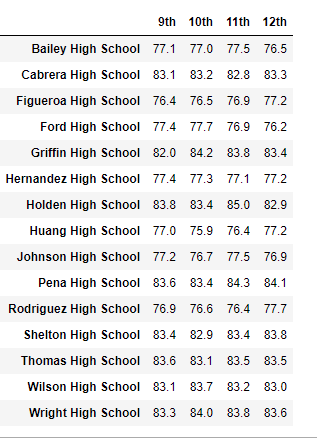 9th 10th 11th 12th
Bailey High School 77.1 77.0 77.5 76.5
Cabrera High School 83.1 83.2 82.8 83.3
Figueroa High School 76.4 76.5 76.9 77.2
Ford High School 77.4 77.7 76.9 76.2
Griffin High School 82.0 84.2 83.8 83.4
Hernandez High School 77.4 77.3 77.1 77.2
Holden High School 83.8 83.4 85.0 82.9
Huang High School 77.0 75.9 76.4 77.2
Johnson High School 77.2 76.7 77.5 76.9
Pena High School 83.6 83.4 84.3 84.1
Rodriguez High School 76.9 76.6 76.4 77.7
Shelton High School 83.4 82.9 83.4 83.8
Thomas High School 83.6 83.1 83.5 83.5
Wilson High School 83.1 83.7 83.2 83.0
Wright High School 83.3 84.0 83.8 83.6